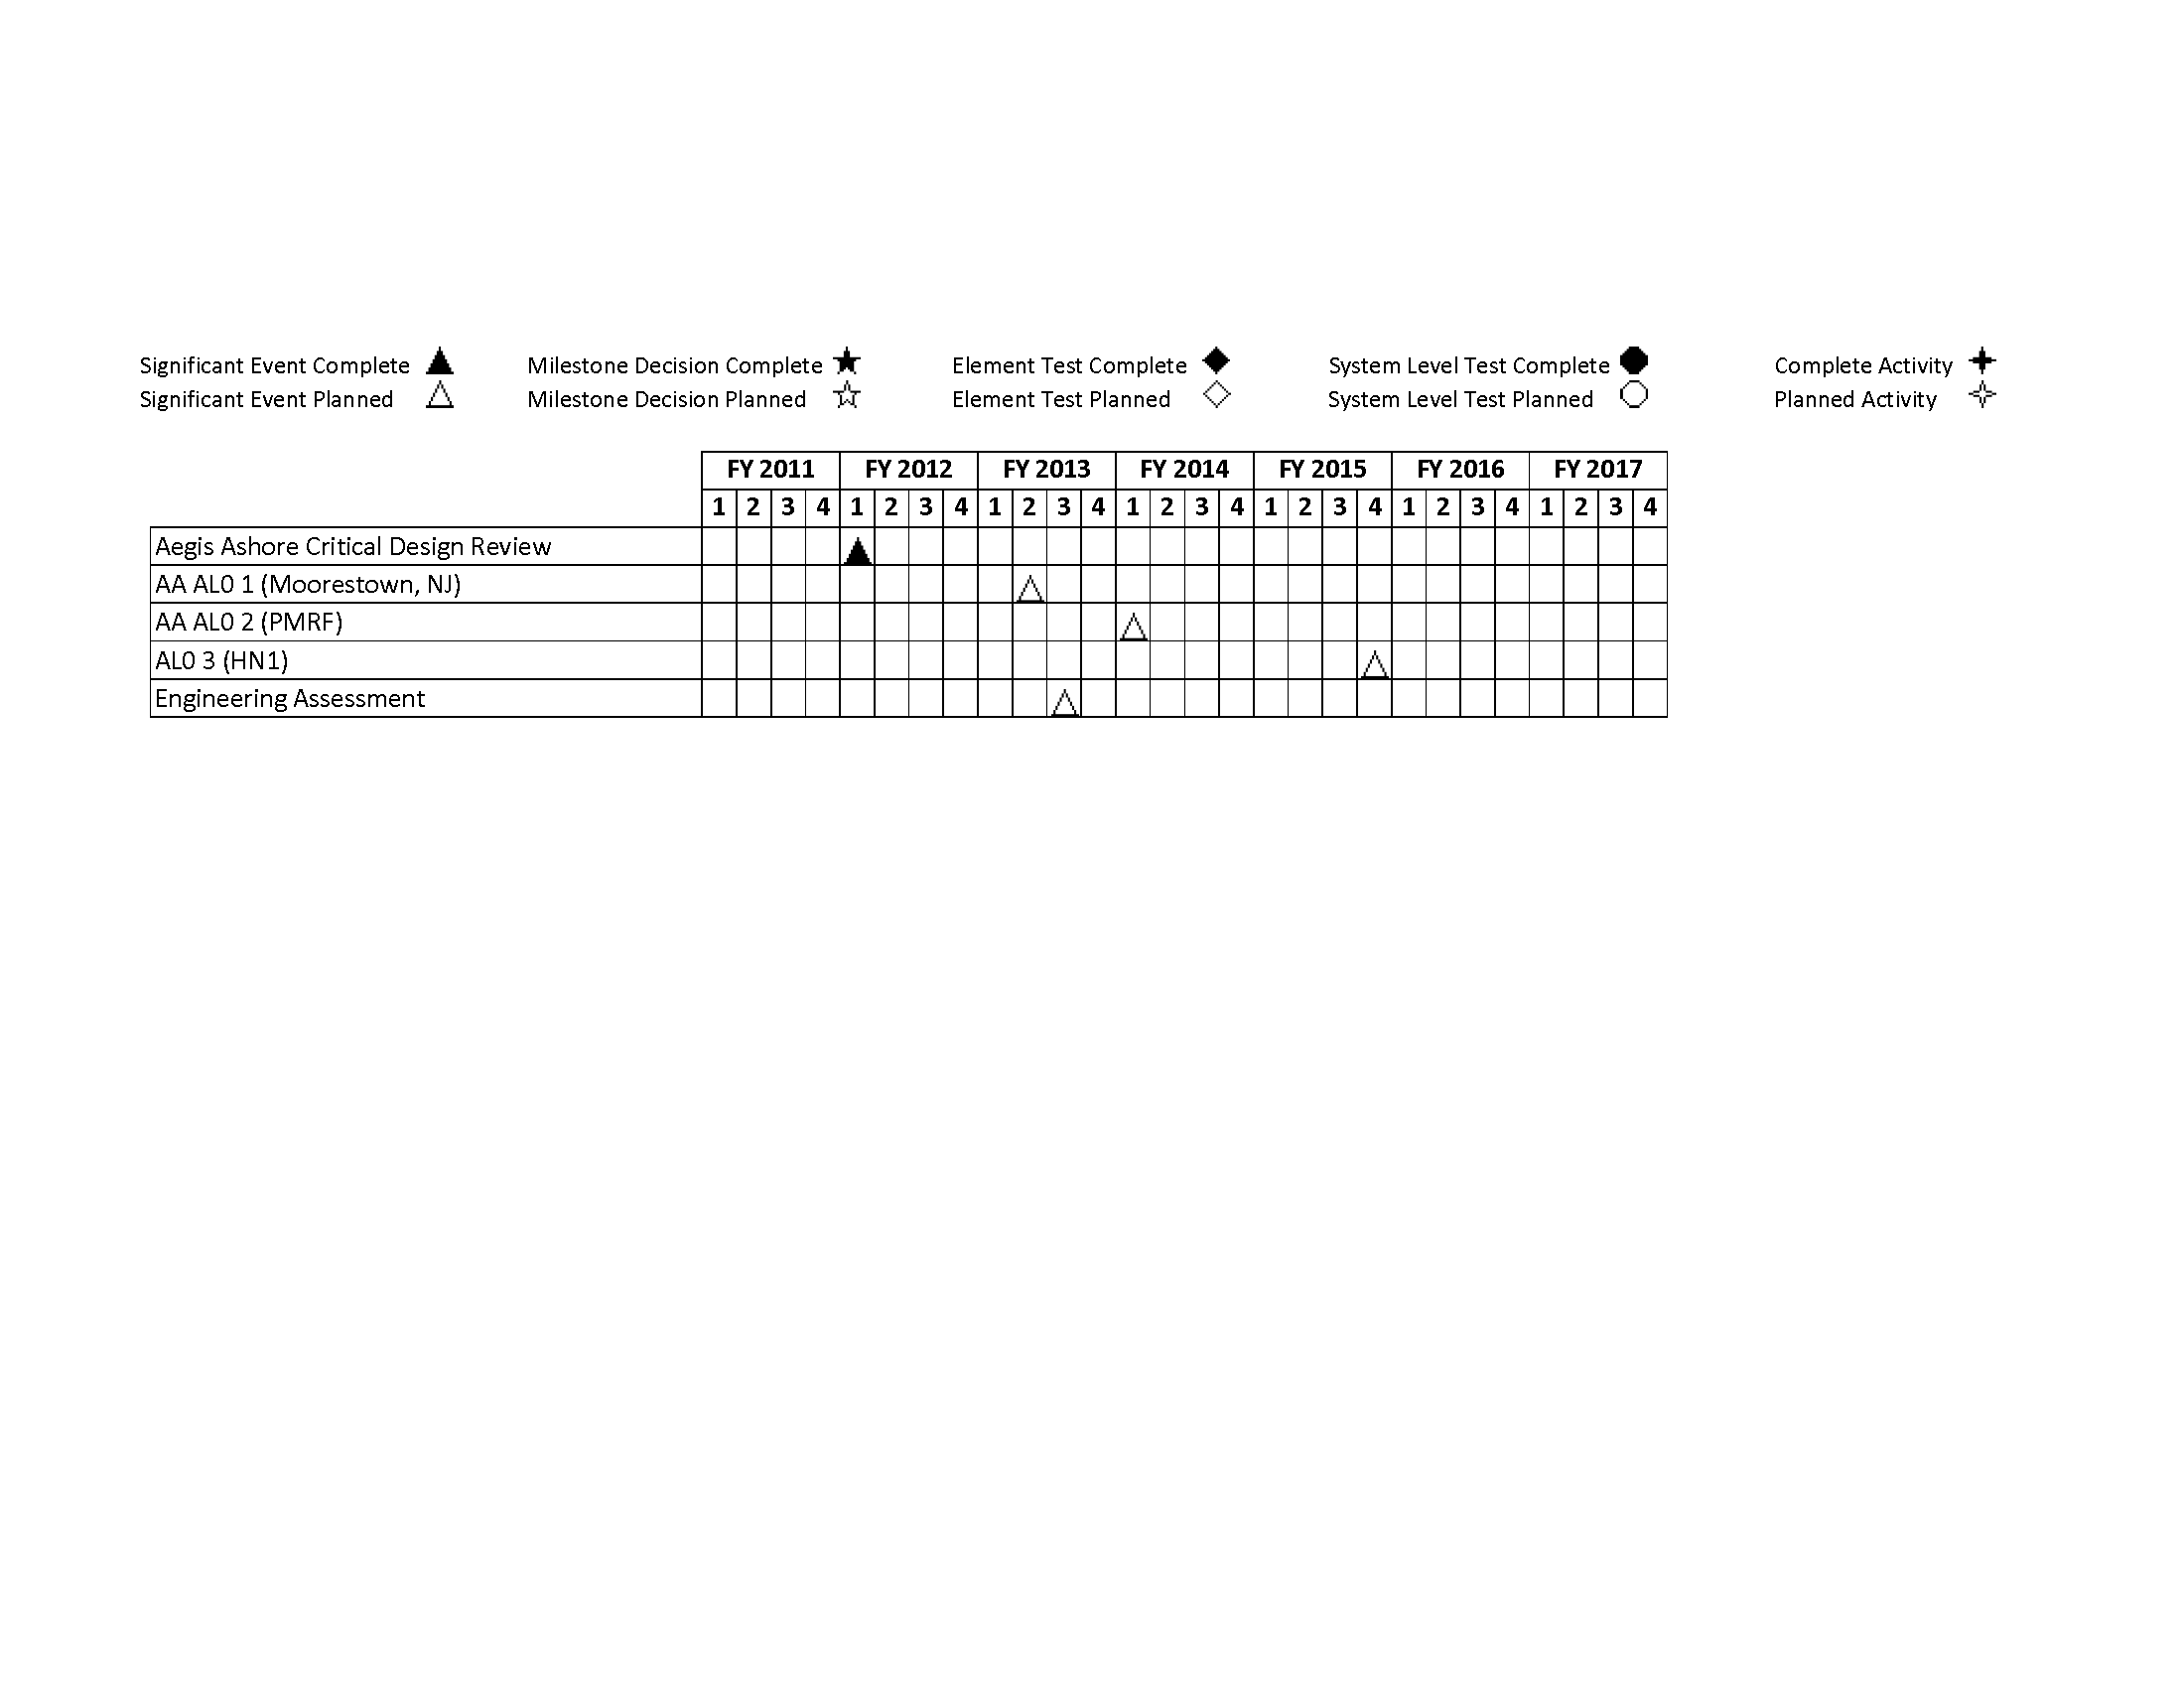 Significant Event Complete Milestone Decision Complete Element Test Complete System Level Test Complete Complete Activity
Significant Event Planned Milestone Decision Planned Element Test Planned System Level Test Planned Planned Activity
FY 2011 FY 2012 FY 2013 FY 2014 FY 2015 FY 2016 FY 2017
1 2 3 4 1 2 3 4 1 2 3 4 1 2 3 4 1 2 3 4 1 2 3 4 1 2 3 4
Aegis Ashore Critical Design Review
AA AL0 1 (Moorestown, NJ)
AA AL0 2 (PMRF)
AL0 3 (HN1)
Engineering Assessment